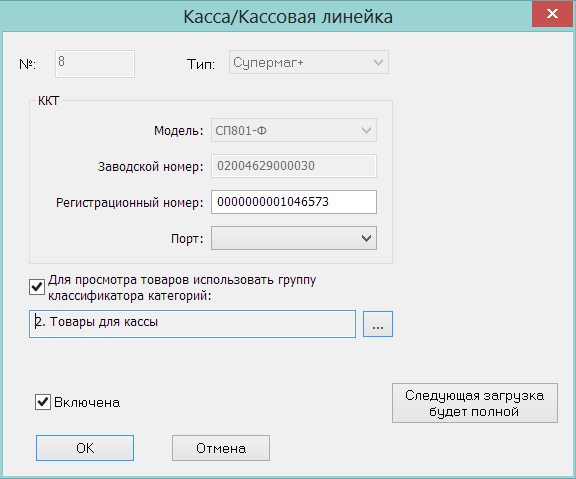 Касса/Кассовая линейка
№: 8 Тип: Супермаг+
ККТ
Модель: СП801-Ф
Заводской номер: 02004629000030
Регистрационный номер: 0000000001046573
Порт:
Для просмотра товаров использовать группу
классификатора категорий:
2. Товары для кассы ...
Включена
Следующая загрузка
будет полной
OK Отмена